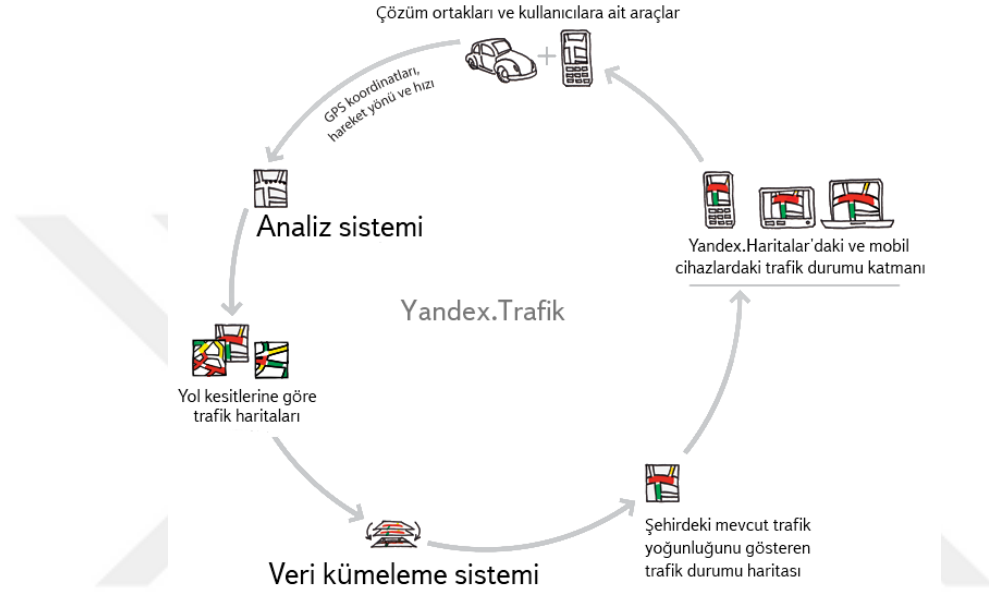 Çözüm ortakları ve kullanıcılara ait araçlar
GPS koordinatları,
hareket yönü ve hızı
Analiz sistemi
Yandex.Haritalar'daki ve mobil
cihazlardaki trafik durumu katmanı
Yandex.Trafik
Yol kesitlerine göre
trafik haritaları
Şehirdeki mevcut trafik
yoğunluğunu gösteren
trafik durumu haritası
Veri kümeleme sistemi